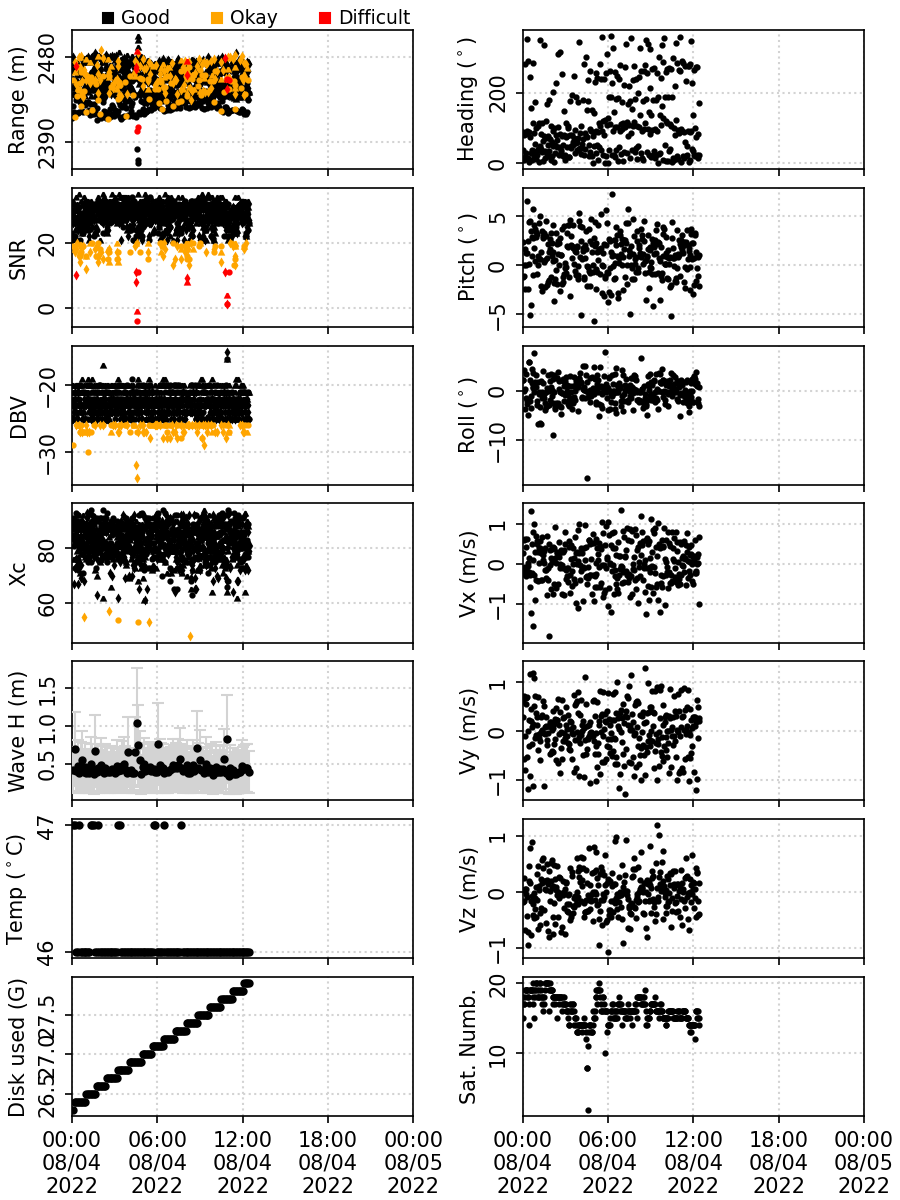 Good Okay Difficult
Range (m)
2480
2390
Heading (°)
200
0
SNR
20
0
Pitch (°)
5
0
−5
DBV
−20
−30
Roll (°)
0
−10
Xc
80
60
Vx (m/s)
1
0
−1
Wave H (m)
1.5
1.0
0.5
Vy (m/s)
1
0
−1
Temp (°C)
47
46
Vz (m/s)
1
0
−1
Disk used (G)
27.5
27.0
26.5
Sat. Numb.
20
10
00:00 06:00 12:00 18:00 00:00
08/04 08/04 08/04 08/04 08/05
2022 2022 2022 2022 2022
00:00 06:00 12:00 18:00 00:00
08/04 08/04 08/04 08/04 08/05
2022 2022 2022 2022 2022